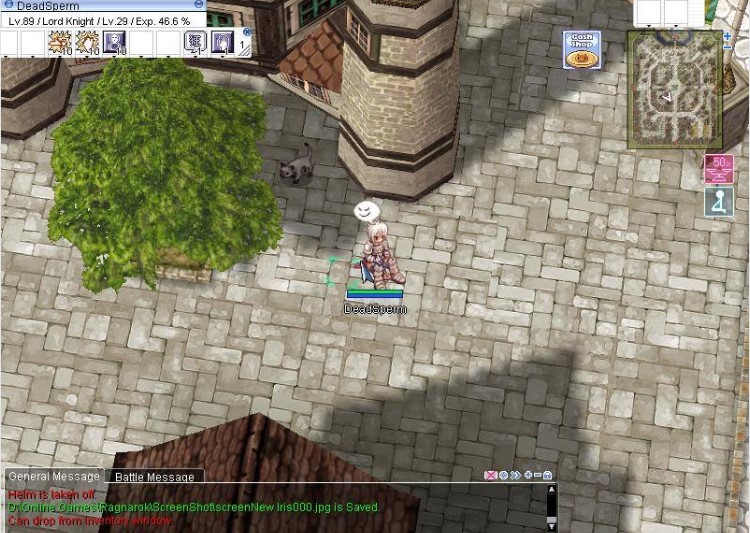 DeadSperm
Lv.89 / Lord Knight / Lv.29 / Exp. 46.6 %
Cash
Shop
50
DeadSperm
General Message
Battle Message
Helm is taken off.
D:\Online Games\Ragnarok\ScreenShot\screenNew Iris000.jpg is Saved.
Can drop from inventory window